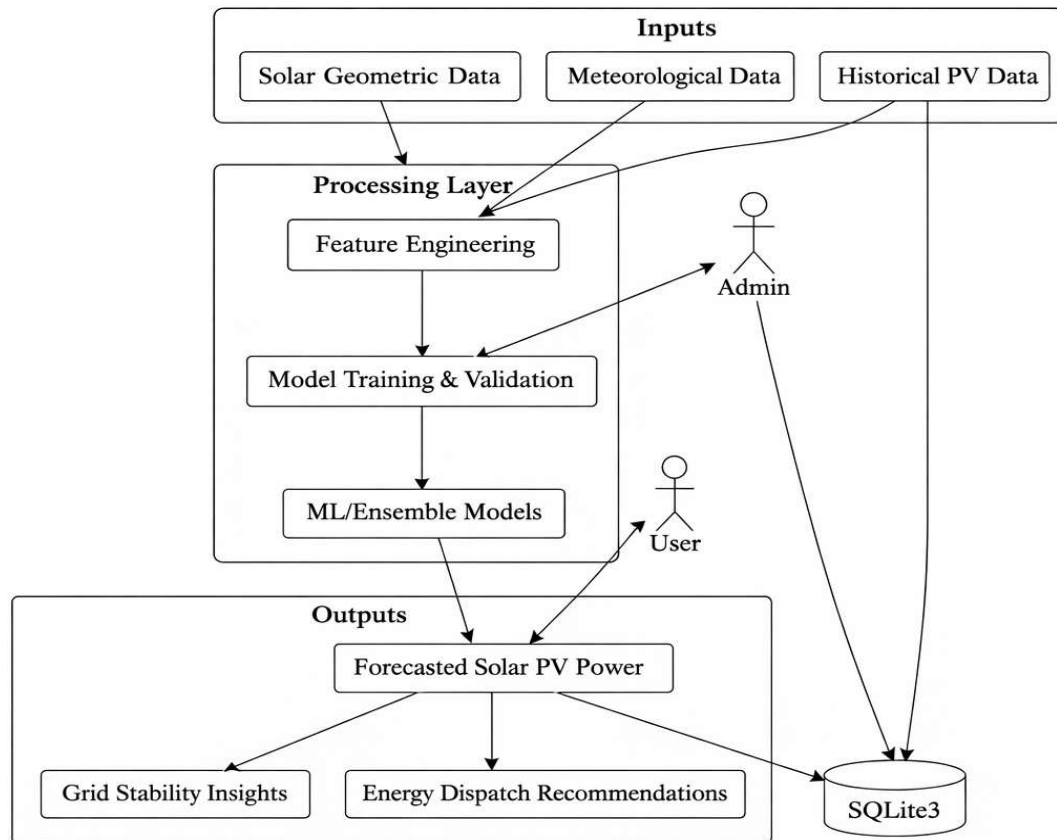 Inputs
Solar Geometric Data
Meteorological Data
Historical PV Data
Processing Layer
Feature Engineering
Admin
Model Training & Validation
ML/Ensemble Models
User
Outputs
Forecasted Solar PV Power
Grid Stability Insights
Energy Dispatch Recommendations
SQLite3